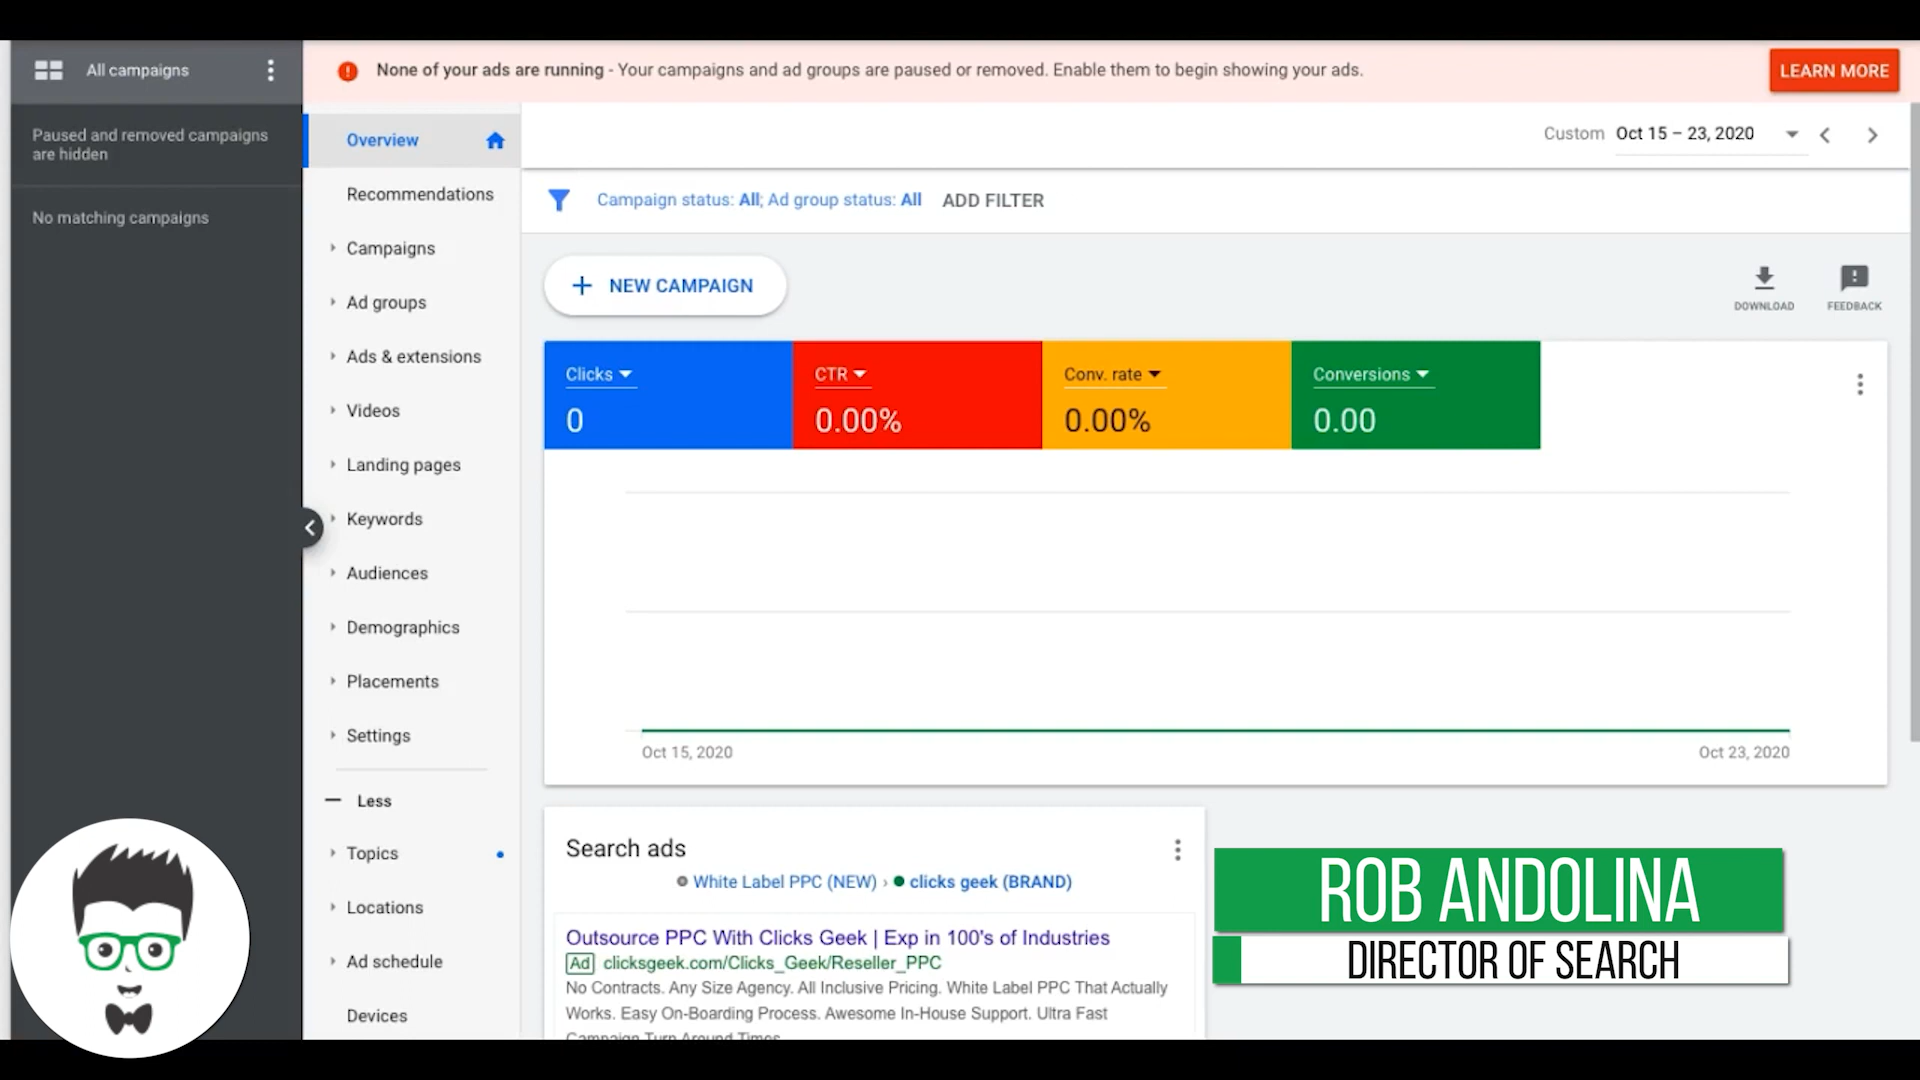 All campaigns
None of your ads are running - Your campaigns and ad groups are paused or removed. Enable them to begin showing your ads.
LEARN MORE
Paused and removed campaigns
are hidden
No matching campaigns
Overview
Recommendations
Campaigns
Ad groups
Ads & extensions
Videos
Landing pages
Keywords
Audiences
Demographics
Placements
Settings
Less
Topics
Locations
Ad schedule
Devices
Custom Oct 15 – 23, 2020
Campaign status: All; Ad group status: All ADD FILTER
NEW CAMPAIGN
DOWNLOAD
FEEDBACK
Clicks
0
CTR
0.00%
Conv. rate
0.00%
Conversions
0.00
Oct 15, 2020
Oct 23, 2020
Search ads
White Label PPC (NEW) › clicks geek (BRAND)
Outsource PPC With Clicks Geek | Exp in 100's of Industries
Ad clicksgeek.com/Clicks_Geek/Reseller_PPC
No Contracts. Any Size Agency. All Inclusive Pricing. White Label PPC That Actually
Works. Easy On-Boarding Process. Awesome In-House Support. Ultra Fast
Campaign Turn Around Times.
ROB ANDOLINA
DIRECTOR OF SEARCH